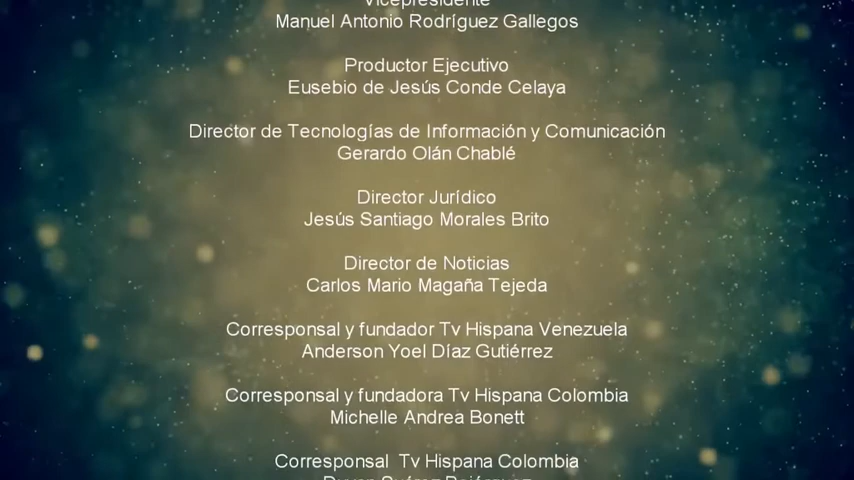 Vicepresidente
Manuel Antonio Rodríguez Gallegos
Productor Ejecutivo
Eusebio de Jesús Conde Celaya
Director de Tecnologías de Información y Comunicación
Gerardo Olán Chablé
Director Jurídico
Jesús Santiago Morales Brito
Director de Noticias
Carlos Mario Magaña Tejeda
Corresponsal y fundador Tv Hispana Venezuela
Anderson Yoel Díaz Gutiérrez
Corresponsal y fundadora Tv Hispana Colombia
Michelle Andrea Bonett
Corresponsal  Tv Hispana Colombia